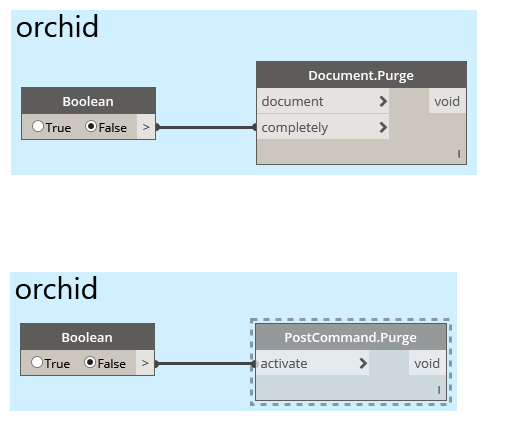 orchid
Document.Purge
Boolean
document > void
True False > completely >
I
orchid
Boolean PostCommand.Purge
True False > activate > void
I